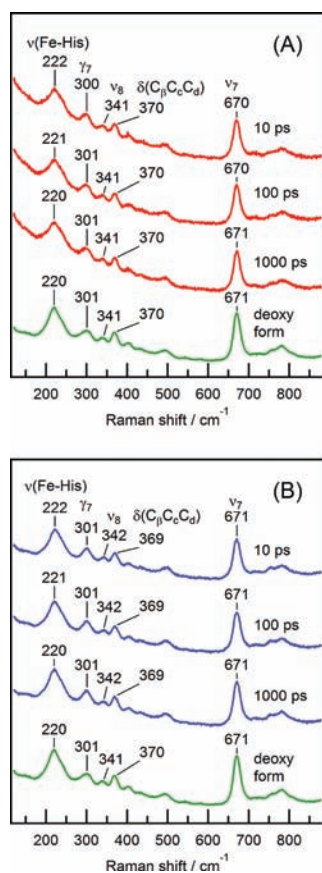 (A)
ν(Fe-His) γ7 ν8 δ(CβCcCd) ν7
222 300 341 370 670
10 ps
221 301 341 370 670
100 ps
220 301 341 370 671
1000 ps
220 301 341 370 671
deoxy
form
200 300 400 500 600 700 800
Raman shift / cm-1
(B)
ν(Fe-His) γ7 ν8 δ(CβCcCd) ν7
222 301 342 369 671
10 ps
221 301 342 369 671
100 ps
220 301 342 369 671
1000 ps
220 301 341 370 671
deoxy
form
200 300 400 500 600 700 800
Raman shift / cm-1